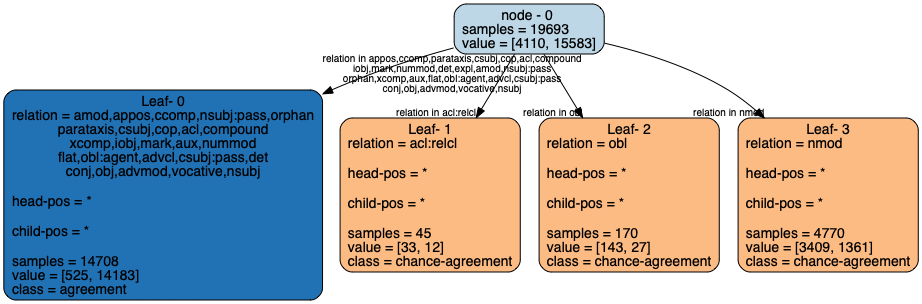 node - 0
samples = 19693
value = [4110, 15583]
relation in appos,ccomp,parataxis,csubj,cop,acl,compound
iobj,mark,nummod,det,expl,amod,nsubj:pass
orphan,xcomp,aux,flat,obl:agent,advcl,csubj:pass
conj,obj,advmod,vocative,nsubj
relation in acl:relcl
relation in obl
relation in nmod
Leaf- 0
relation = amod,appos,ccomp,nsubj:pass,orphan
parataxis,csubj,cop,acl,compound
xcomp,iobj,mark,aux,nummod
flat,obl:agent,advcl,csubj:pass,det
conj,obj,advmod,vocative,nsubj
head-pos = *
child-pos = *
samples = 14708
value = [525, 14183]
class = agreement
Leaf- 1
relation = acl:relcl
head-pos = *
child-pos = *
samples = 45
value = [33, 12]
class = chance-agreement
Leaf- 2
relation = obl
head-pos = *
child-pos = *
samples = 170
value = [143, 27]
class = chance-agreement
Leaf- 3
relation = nmod
head-pos = *
child-pos = *
samples = 4770
value = [3409, 1361]
class = chance-agreement